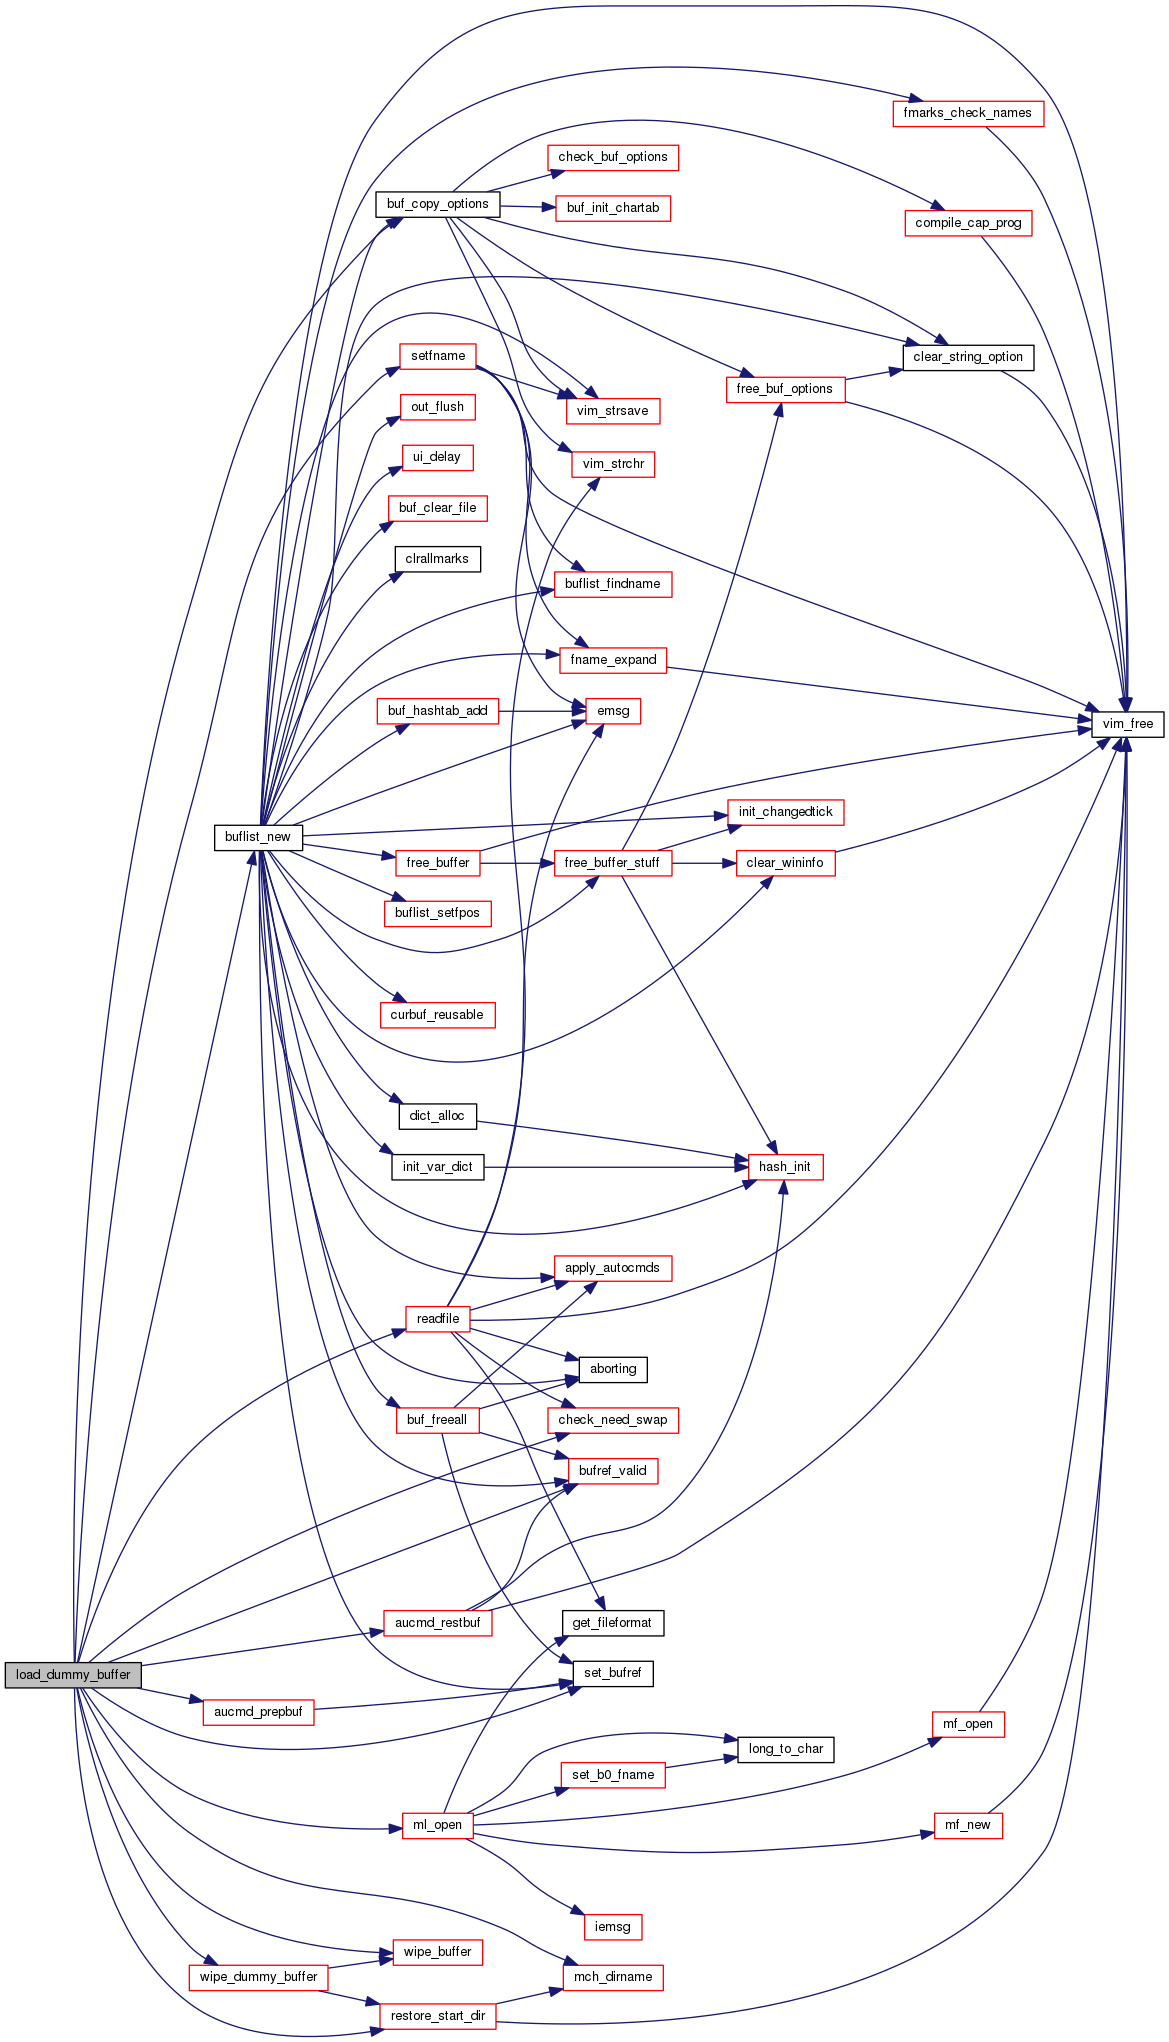 fmarks_check_names
check_buf_options
buf_copy_options
buf_init_chartab
compile_cap_prog
setfname
clear_string_option
free_buf_options
out_flush
vim_strsave
ui_delay
vim_strchr
buf_clear_file
clrallmarks
buflist_findname
fname_expand
buf_hashtab_add
emsg
vim_free
init_changedtick
buflist_new
free_buffer
free_buffer_stuff
clear_wininfo
buflist_setfpos
curbuf_reusable
dict_alloc
init_var_dict
hash_init
apply_autocmds
readfile
aborting
buf_freeall
check_need_swap
bufref_valid
aucmd_restbuf
get_fileformat
load_dummy_buffer
set_bufref
aucmd_prepbuf
mf_open
long_to_char
set_b0_fname
ml_open
mf_new
iemsg
wipe_buffer
wipe_dummy_buffer
mch_dirname
restore_start_dir